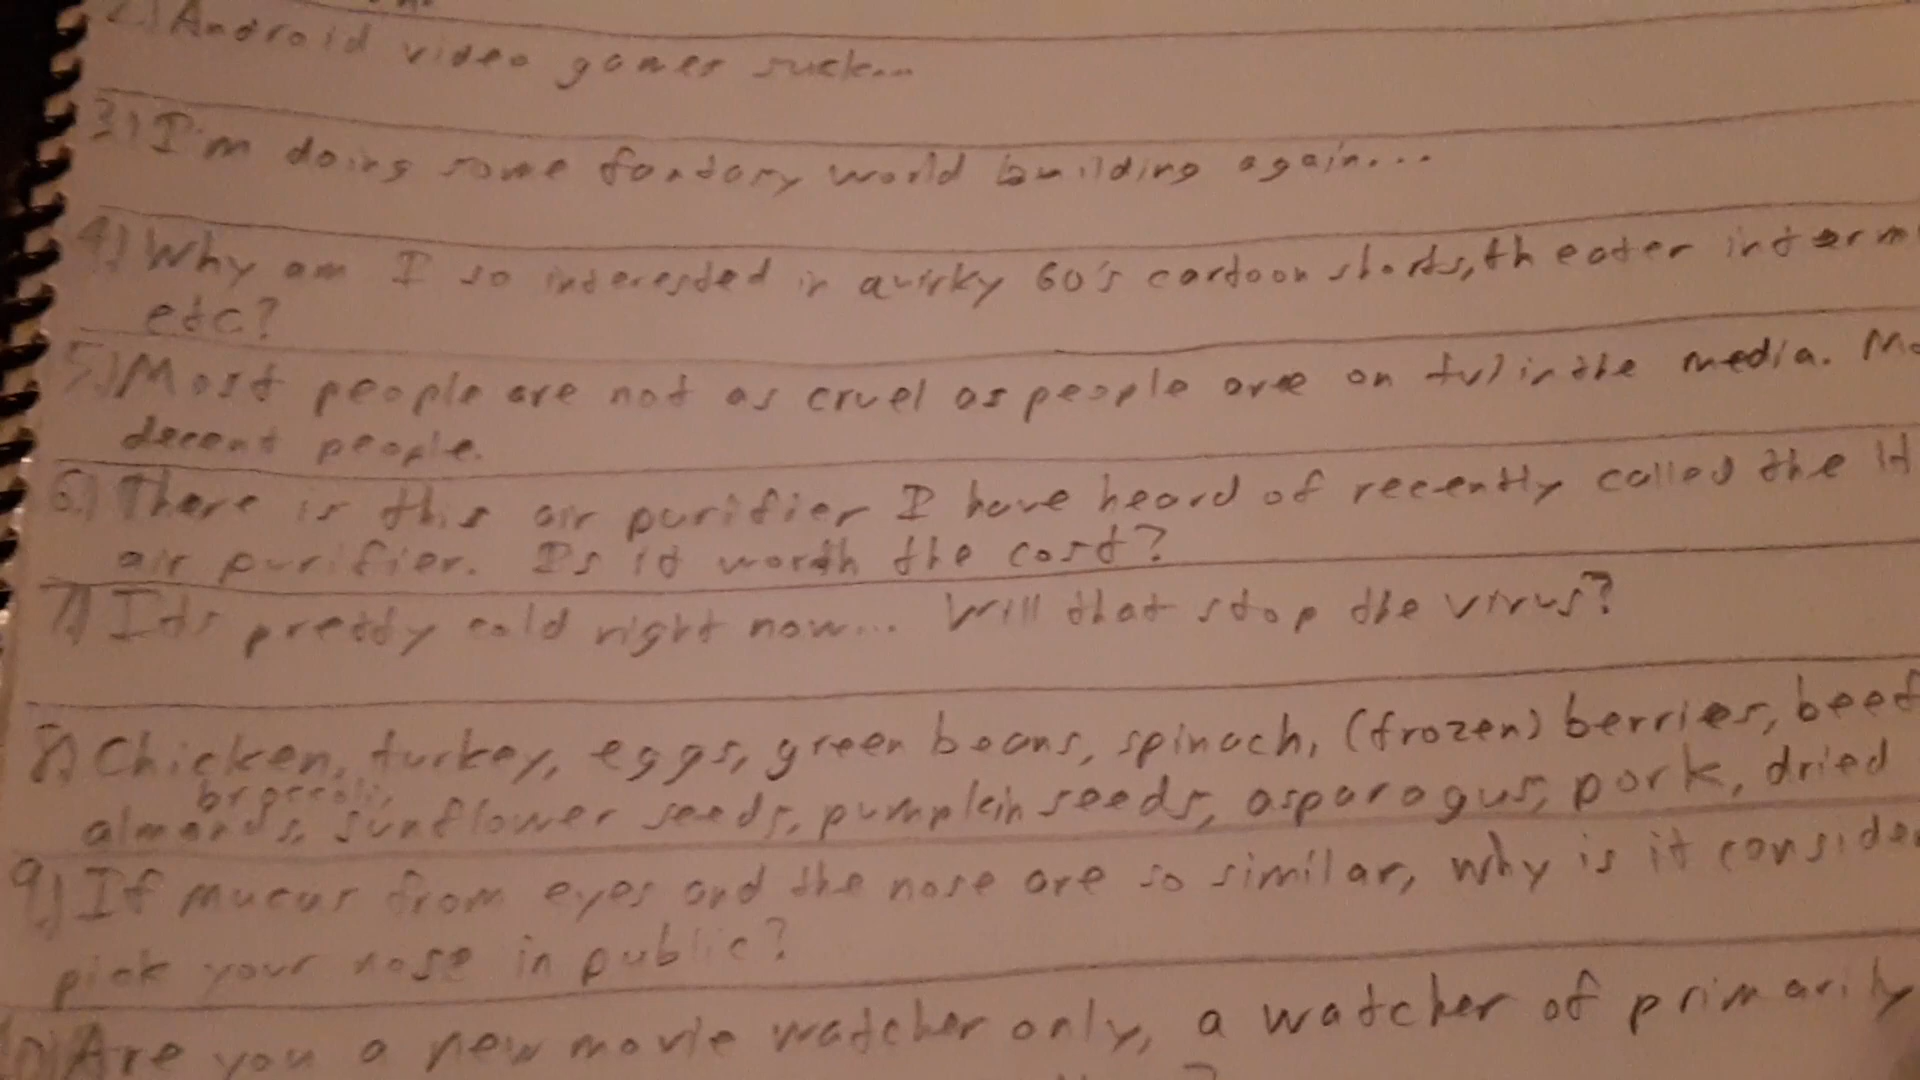 2.) Android video games suck...
3.) I'm doing some fantasy world building again...
4.) Why am I so interested in quirky 60's cartoon shorts, theater interm
etc?
5.) Most people are not as cruel as people are on tv/in the media. Mo
decent people.
6.) There is this air purifier I have heard of recently called the
air purifier. Is it worth the cost?
7.) It's pretty cold right now... Will that stop the virus?
8.) Chicken, turkey, eggs, green beans, spinach, (frozen) berries, beef
broccoli,
almonds, sunflower seeds, pumpkin seeds, asparagus, pork, dried
9.) If mucus from eyes and the nose are so similar, why is it conside
pick your nose in public?
10.) Are you a new movie watcher only, a watcher of primarily